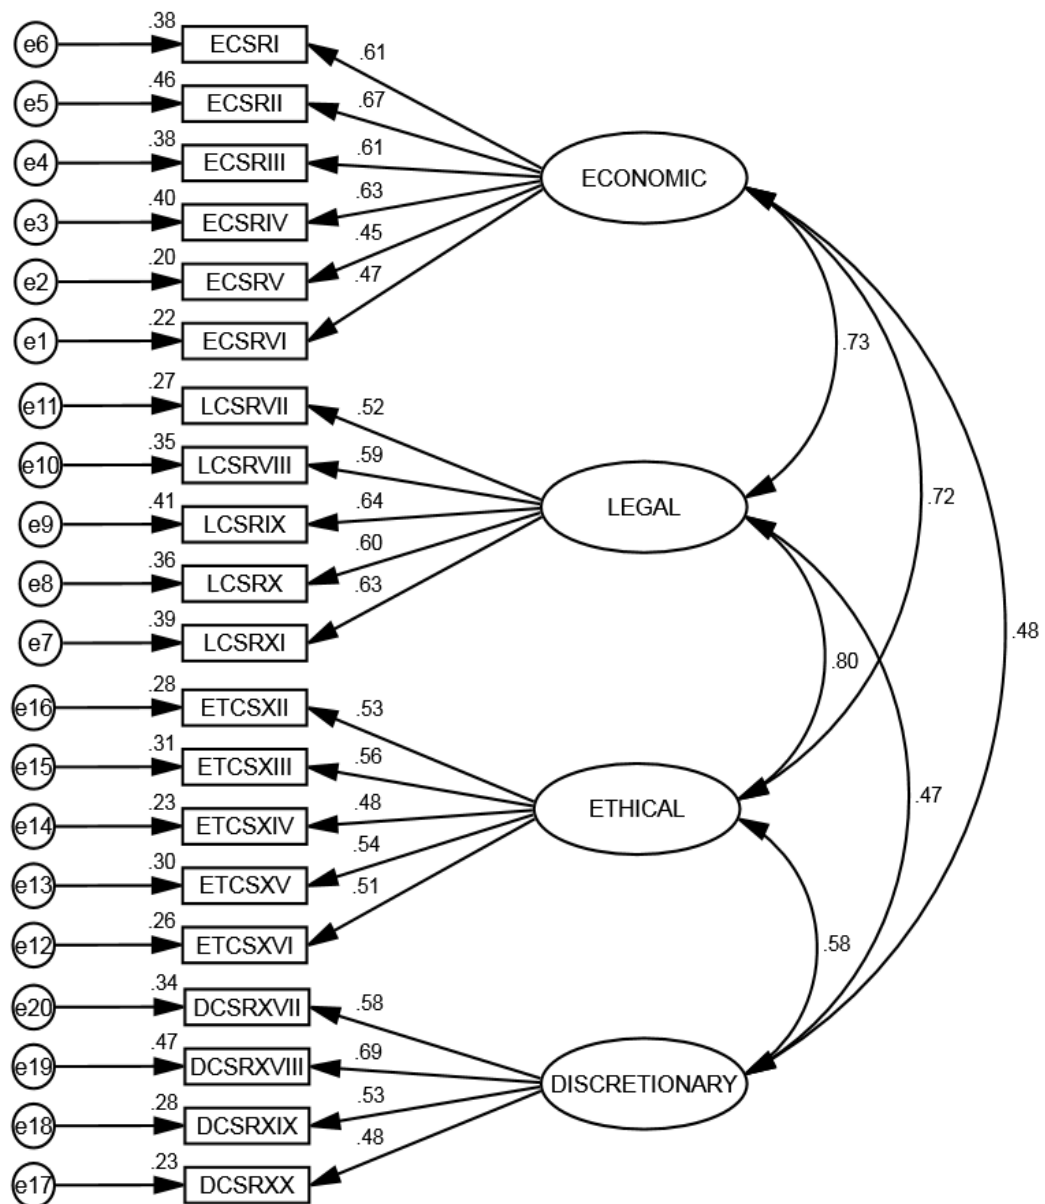 .38
e6 ECSRI .61
.46
e5 ECSRII .67
.38
e4 ECSRIII .61
ECONOMIC
.40
e3 ECSRIV .63
.20
e2 ECSRV .45
.22
e1 ECSRVI .47
.73
.27
e11 LCSRVII .52
.35
e10 LCSRVIII .59
.41
e9 LCSRIX .64
LEGAL
.72
.36
e8 LCSRX .60
.39
e7 LCSRXI .63
.48
.80
.28
e16 ETCSXII .53
.31
e15 ETCSXIII .56
.23
e14 ETCSXIV .48
ETHICAL
.47
.30
e13 ETCSXV .54
.26
e12 ETCSXVI .51
.58
.34
e20 DCSRXVII .58
.47
e19 DCSRXVIII .69
DISCRETIONARY
.28
e18 DCSRXIX .53
.23
e17 DCSRXX .48